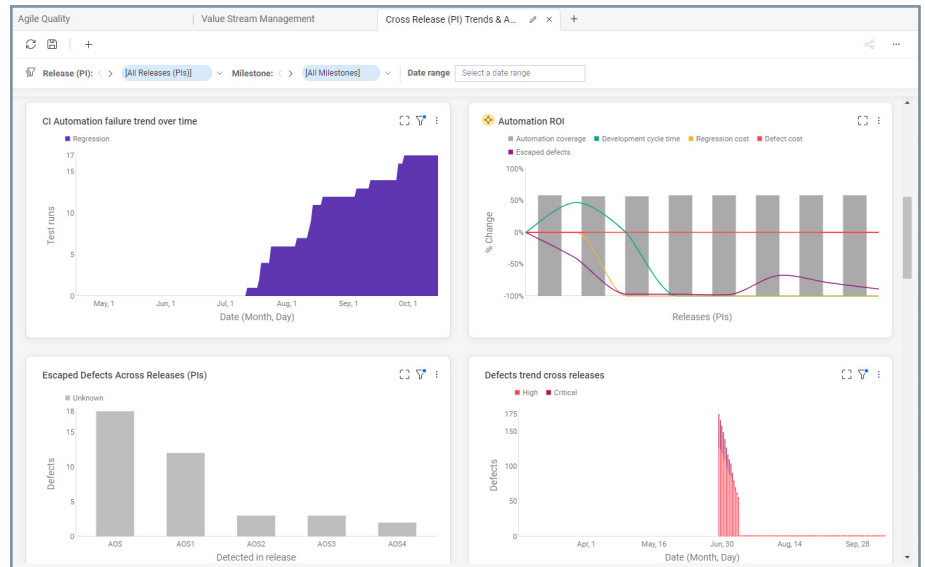 Agile Quality
Value Stream Management
Cross Release (PI) Trends & A...
Release (PI):
[All Releases (PIs)]
Milestone:
[All Milestones]
Date range
Select a date range
CI Automation failure trend over time
Regression
17
15
10
5
0
Test runs
May, 1
Jun, 1
Jul, 1
Aug, 1
Sep, 1
Oct, 1
Date (Month, Day)
Automation ROI
Automation coverage
Development cycle time
Regression cost
Defect cost
Escaped defects
100%
50%
0%
-50%
-100%
% Change
Releases (PIs)
Escaped Defects Across Releases (PIs)
Unknown
18
15
10
5
0
Defects
AOS
AOS1
AOS2
AOS3
AOS4
Detected in release
Defects trend cross releases
High
Critical
175
150
100
50
0
Defects
Apr, 1
May, 16
Jun, 30
Aug, 14
Sep, 28
Date (Month, Day)